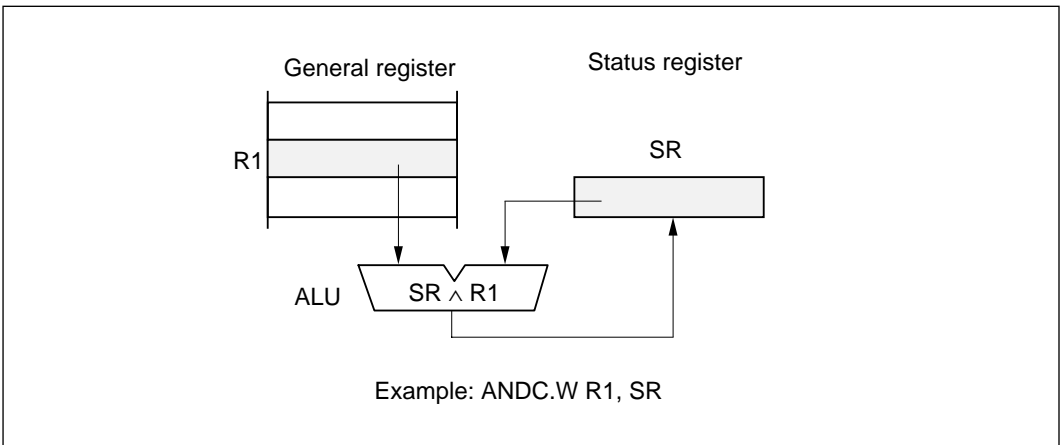 General register
Status register
R1
SR
ALU
SR ∧ R1
Example: ANDC.W R1, SR